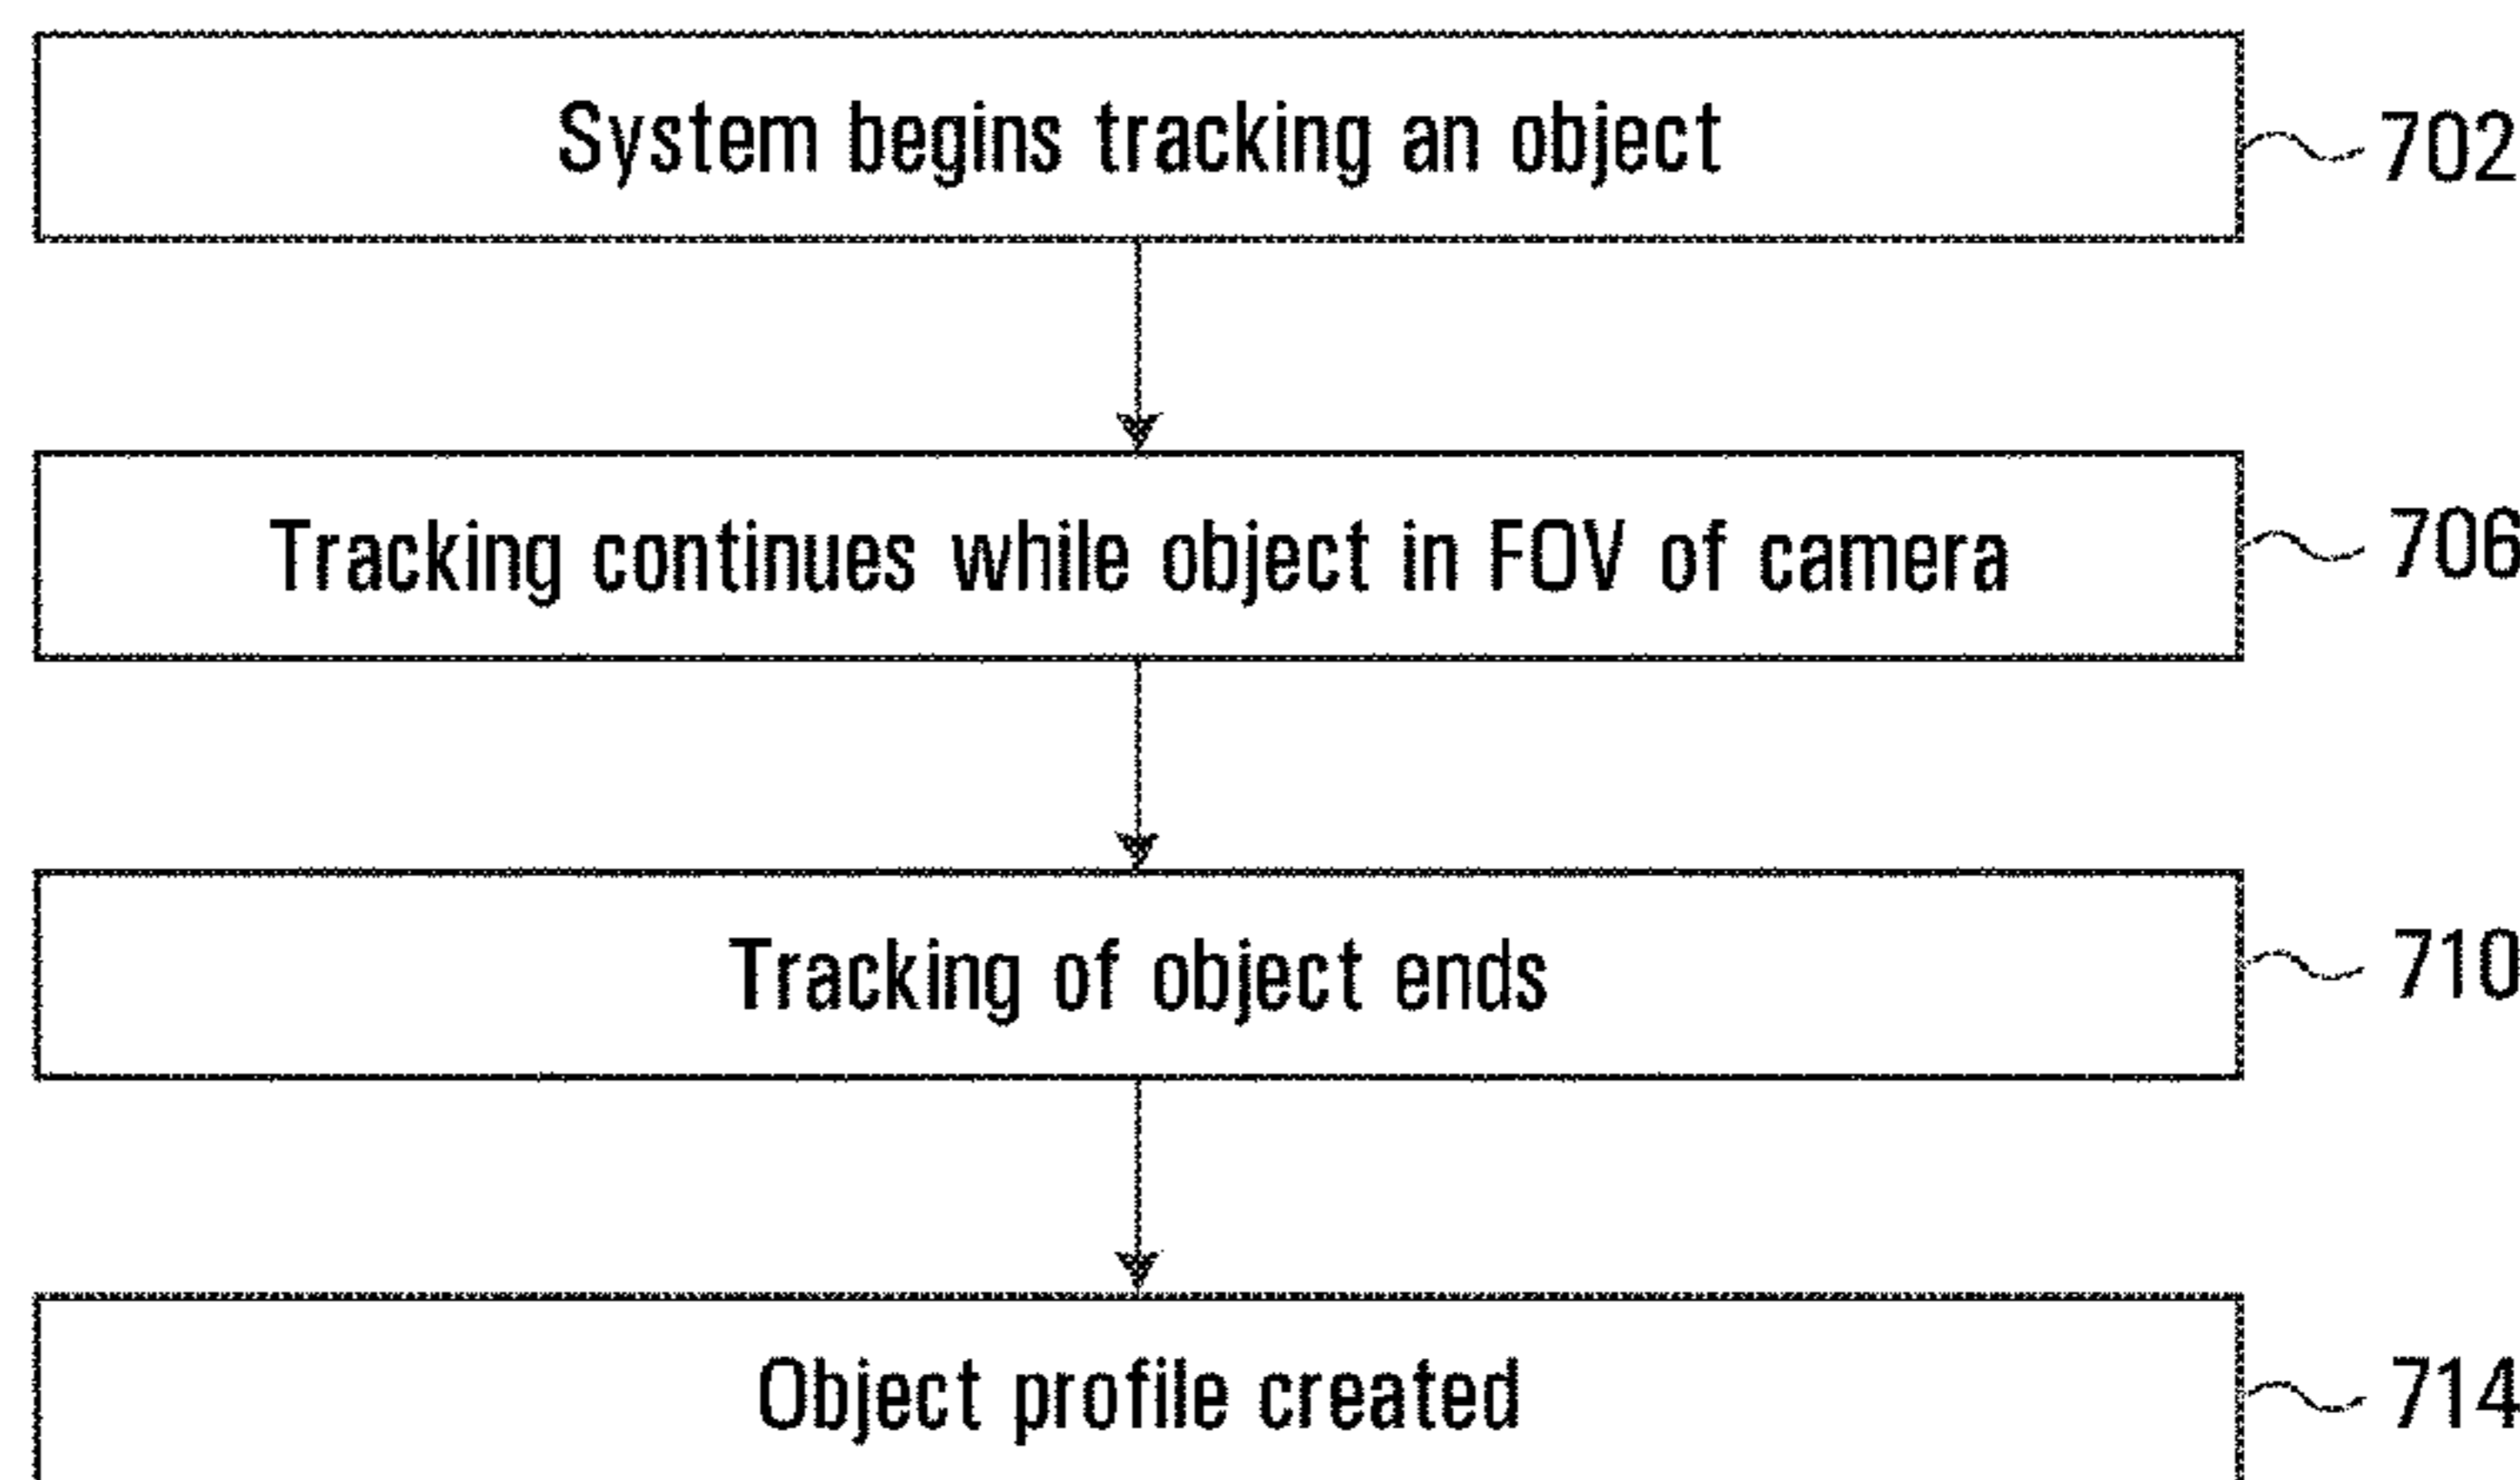 System begins tracking an object
702
Tracking continues while object in FOV of camera
706
Tracking of object ends
710
Object profile created
714